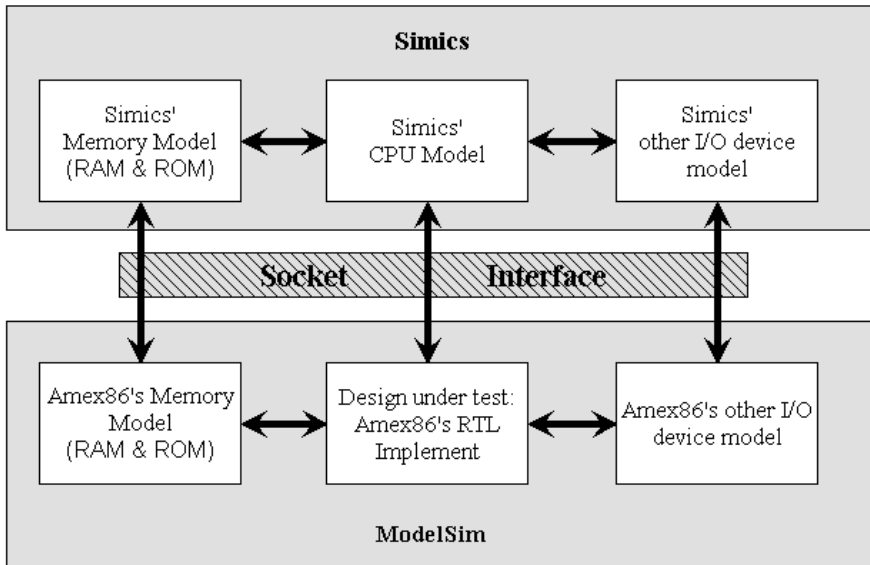 Simics
Simics'
Memory Model
(RAM & ROM)
Simics'
CPU Model
Simics'
other I/O device
model
Socket Interface
Amex86's Memory
Model
(RAM & ROM)
Design under test:
Amex86's RTL
Implement
Amex86's other I/O
device model
ModelSim